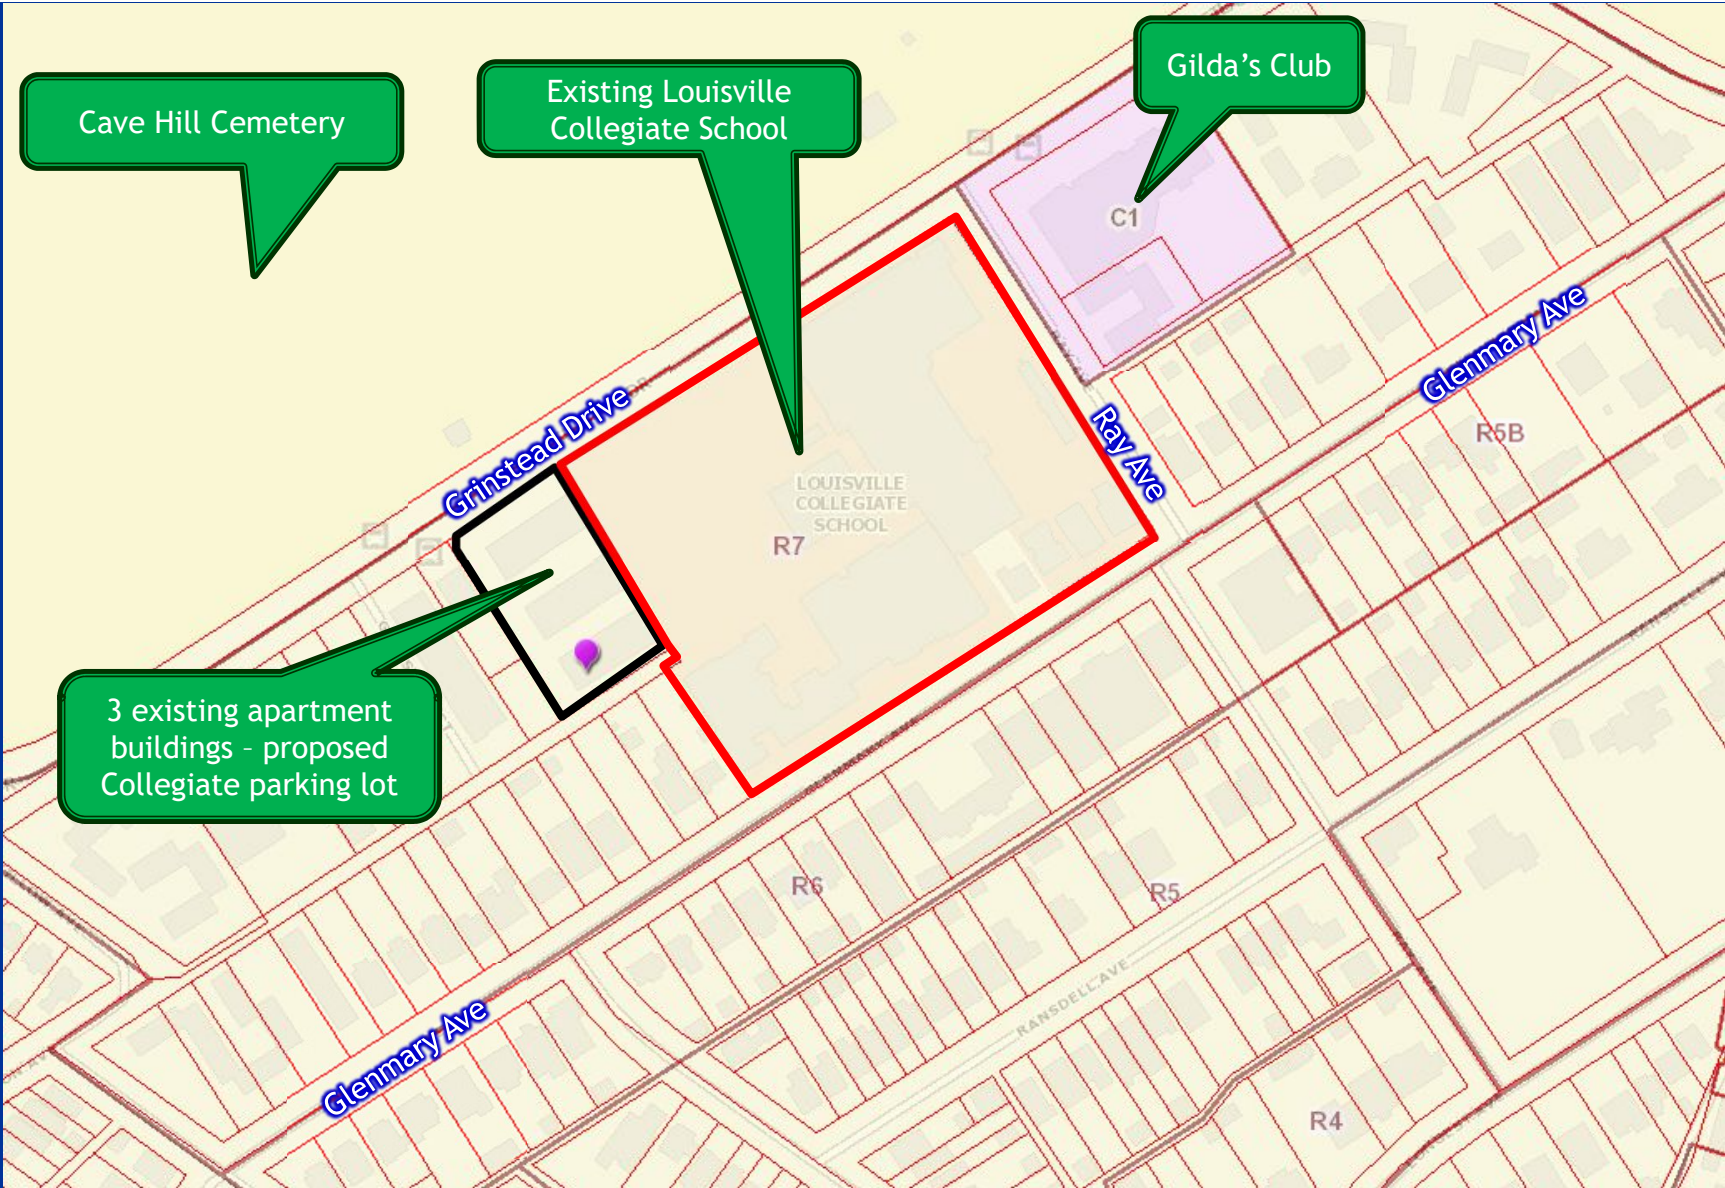 Gilda's Club
Existing Louisville
Collegiate School
Cave Hill Cemetery
C1
Glenmary Ave
Grinstead Drive
Ray Ave
R5B
LOUISVILLE
COLLEGIATE
SCHOOL
R7
3 existing apartment
buildings - proposed
Collegiate parking lot
R6
R5
RANSDELL AVE
Glenmary Ave
R4